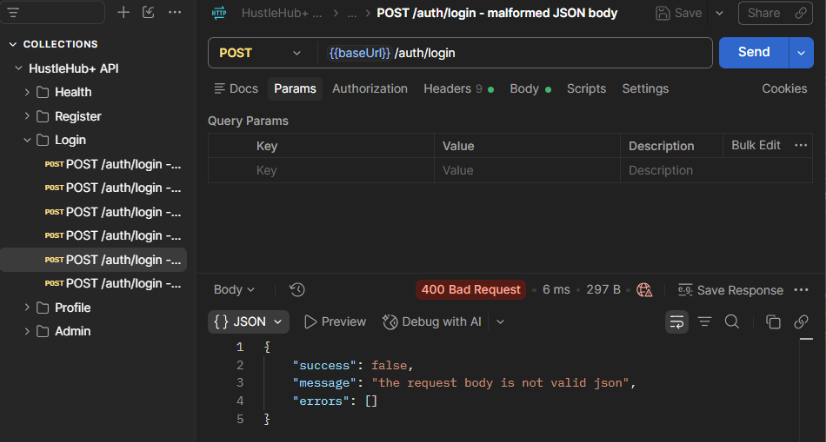 HTTP HustleHub+ ... > ... > POST /auth/login - malformed JSON body Save Share
COLLECTIONS
HustleHub+ API
Health
Register
Login
POST POST /auth/login -...
POST POST /auth/login -...
POST POST /auth/login -...
POST POST /auth/login -...
POST POST /auth/login -...
POST POST /auth/login -...
Profile
Admin
POST {{baseUrl}} /auth/login Send
Docs Params Authorization Headers 9 Body Scripts Settings Cookies
Query Params
Key Value Description Bulk Edit ...
Key Value Description
Body 400 Bad Request • 6 ms • 297 B • e.g. Save Response ...
{} JSON Preview Debug with AI
1 {
2 "success": false,
3 "message": "the request body is not valid json",
4 "errors": []
5 }